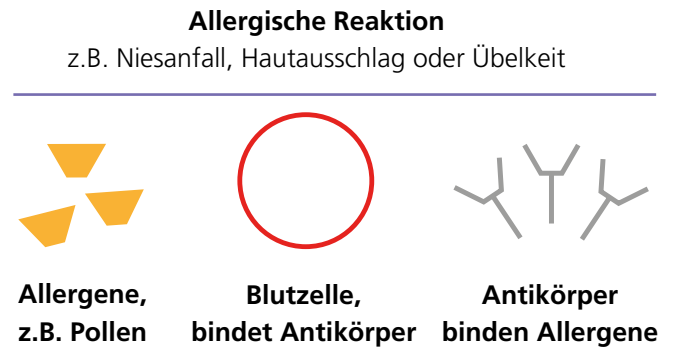 Allergische Reaktion
z.B. Niesanfall, Hautausschlag oder Übelkeit
Allergene,
z.B. Pollen
Blutzelle,
bindet Antikörper
Antikörper
binden Allergene